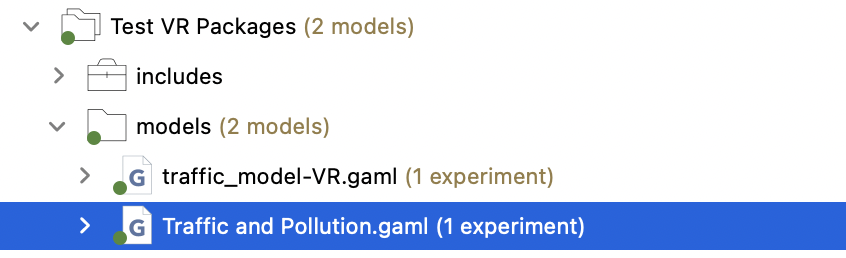 Test VR Packages (2 models)
includes
models (2 models)
G traffic_model-VR.gaml (1 experiment)
G Traffic and Pollution.gaml (1 experiment)